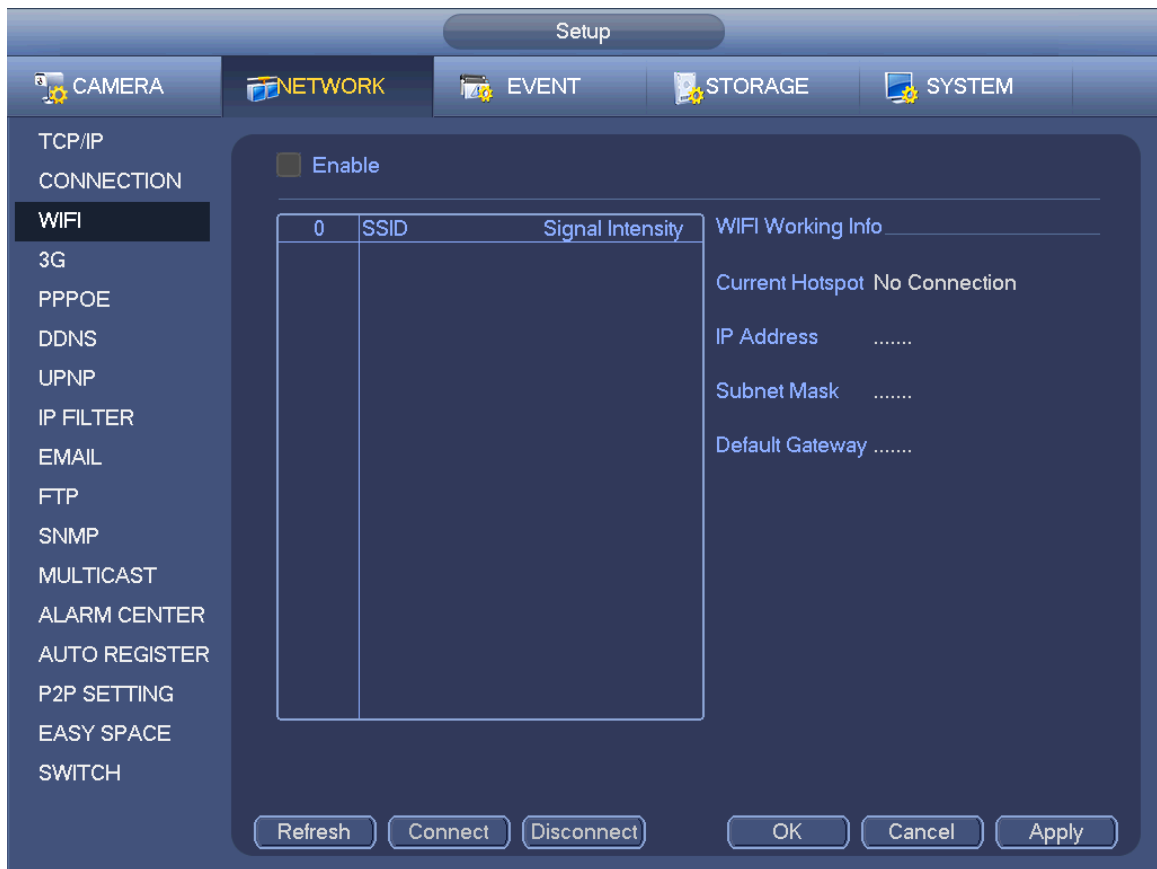 Setup
CAMERA NETWORK EVENT STORAGE SYSTEM
TCP/IP
CONNECTION
WIFI
3G
PPPOE
DDNS
UPNP
IP FILTER
EMAIL
FTP
SNMP
MULTICAST
ALARM CENTER
AUTO REGISTER
P2P SETTING
EASY SPACE
SWITCH
Enable
0 SSID Signal Intensity
WIFI Working Info
Current Hotspot No Connection
IP Address .......
Subnet Mask .......
Default Gateway .......
Refresh Connect Disconnect OK Cancel Apply